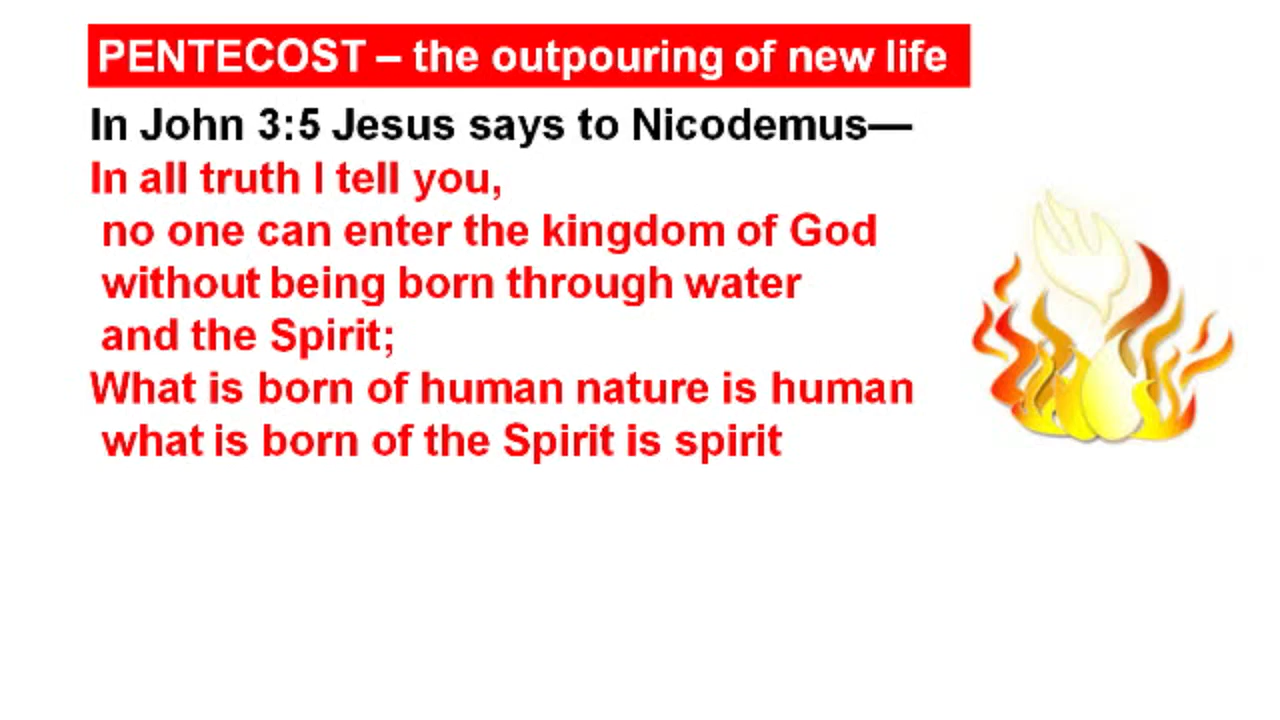 PENTECOST – the outpouring of new life
In John 3:5 Jesus says to Nicodemus—
In all truth I tell you,
no one can enter the kingdom of God
without being born through water
and the Spirit;
What is born of human nature is human
what is born of the Spirit is spirit